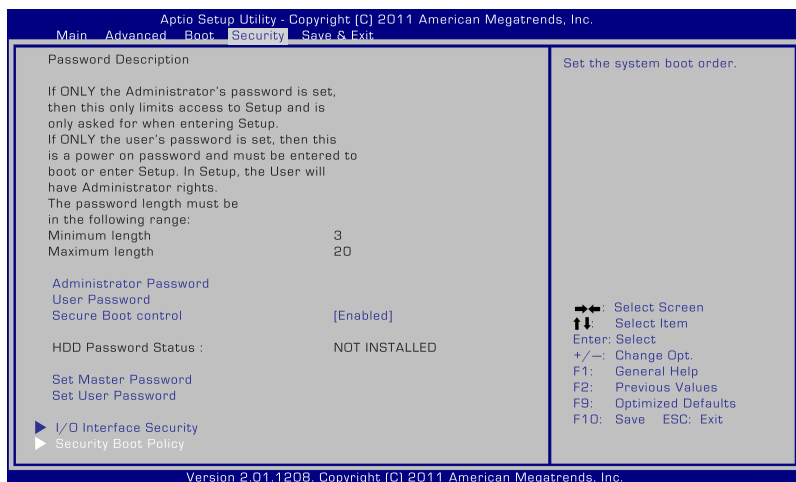 Aptio Setup Utility - Copyright (C) 2011 American Megatrends, Inc.
Main Advanced Boot Security Save & Exit
Password Description
If ONLY the Administrator's password is set,
then this only limits access to Setup and is
only asked for when entering Setup.
If ONLY the user's password is set, then this
is a power on password and must be entered to
boot or enter Setup. In Setup, the User will
have Administrator rights.
The password length must be
in the following range:
Minimum length 3
Maximum length 20
Administrator Password
User Password
Secure Boot control [Enabled]
HDD Password Status : NOT INSTALLED
Set Master Password
Set User Password
I/O Interface Security
Security Boot Policy
Set the system boot order.
→←: Select Screen
↑↓: Select Item
Enter: Select
+/—: Change Opt.
F1: General Help
F2: Previous Values
F9: Optimized Defaults
F10: Save ESC: Exit
Version 2.01.1208. Copyright (C) 2011 American Megatrends, Inc.